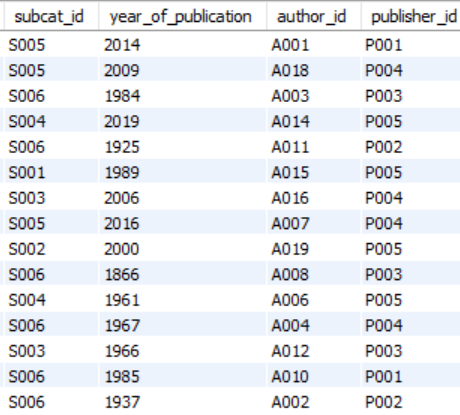 subcat_id year_of_publication author_id publisher_id
S005 2014 A001 P001
S005 2009 A018 P004
S006 1984 A003 P003
S004 2019 A014 P005
S006 1925 A011 P002
S001 1989 A015 P005
S003 2006 A016 P004
S005 2016 A007 P004
S002 2000 A019 P005
S006 1866 A008 P003
S004 1961 A006 P005
S006 1967 A004 P004
S003 1966 A012 P003
S006 1985 A010 P001
S006 1937 A002 P002